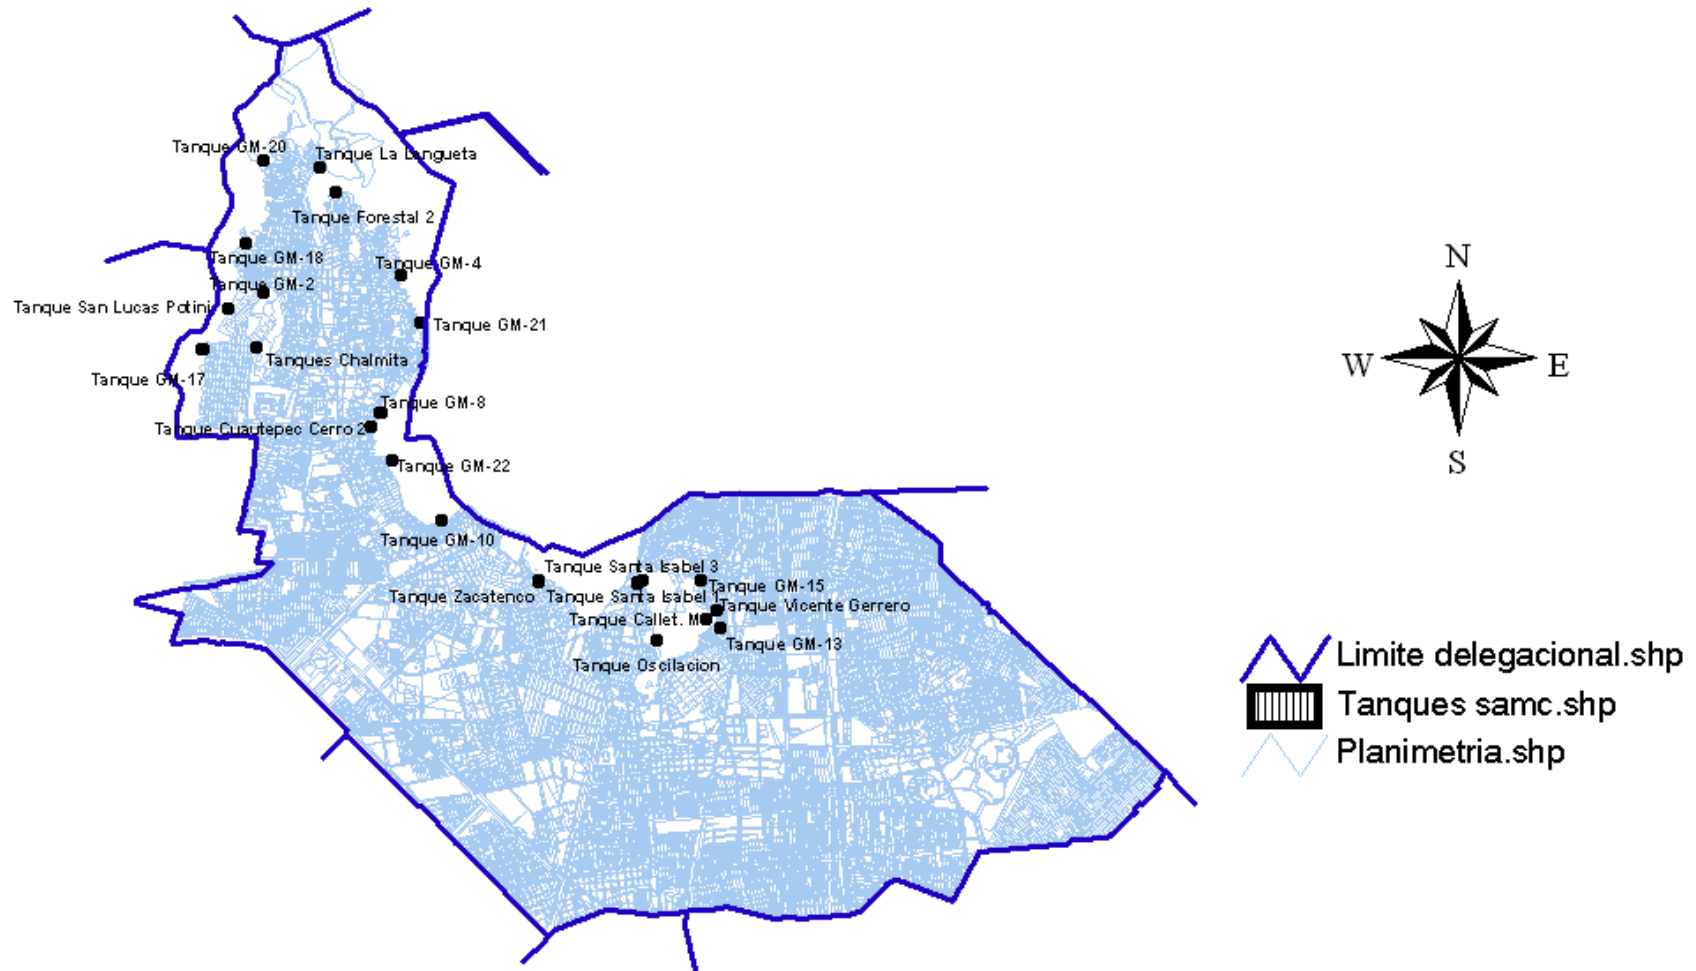 Tanque GM-20
Tanque La Lengueta
Tanque Forestal 2
Tanque GM-18
Tanque GM-4
Tanque GM-2
Tanque San Lucas Potini
Tanque GM-21
Tanques Chalmita
Tanque GM-17
Tanque GM-8
Tanque Cuautepec Cerro 2
Tanque GM-22
Tanque GM-10
Tanque Santa Isabel 3
Tanque GM-15
Tanque Zacatenco
Tanque Santa Isabel 1
Tanque Vicente Gerrero
Tanque Callet. M
Tanque GM-13
Tanque Oscilacion
N
W
E
S
Limite delegacional.shp
Tanques samc.shp
Planimetria.shp